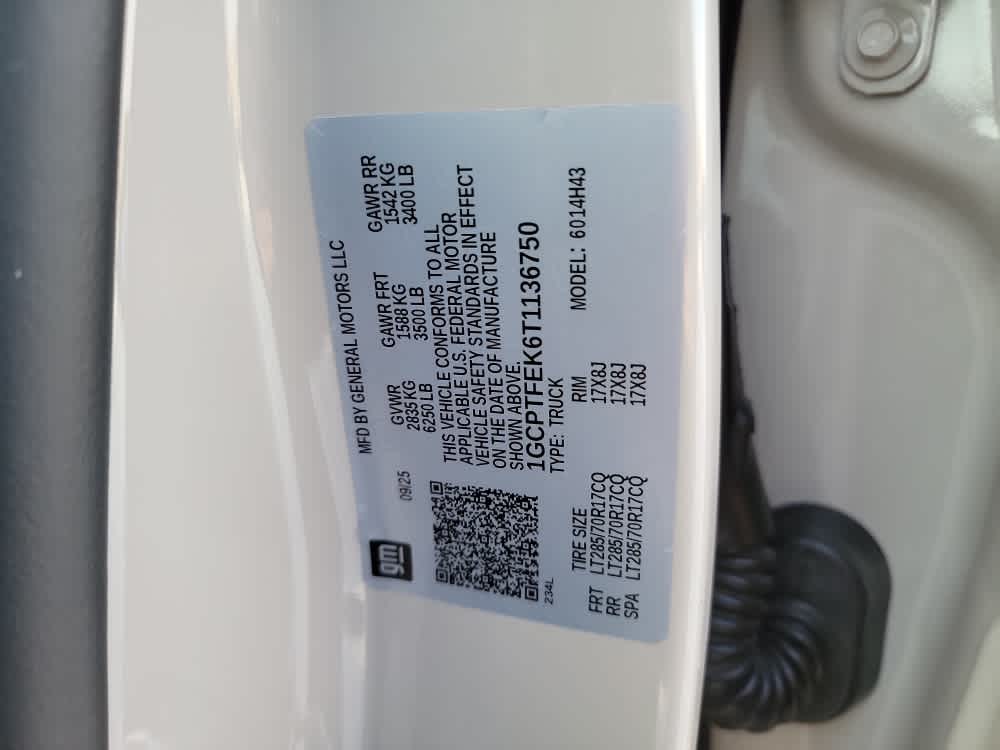 gm
MFD BY GENERAL MOTORS LLC
09/25
GVWR GAWR FRT GAWR RR
2835 KG 1588 KG 1542 KG
6250 LB 3500 LB 3400 LB
THIS VEHICLE CONFORMS TO ALL
APPLICABLE U.S. FEDERAL MOTOR
VEHICLE SAFETY STANDARDS IN EFFECT
ON THE DATE OF MANUFACTURE
SHOWN ABOVE.
1GCPTFEK6T1136750
234L
TYPE: TRUCK MODEL: 6014H43
TIRE SIZE RIM
FRT LT285/70R17CQ 17X8J
RR LT285/70R17CQ 17X8J
SPA LT285/70R17CQ 17X8J